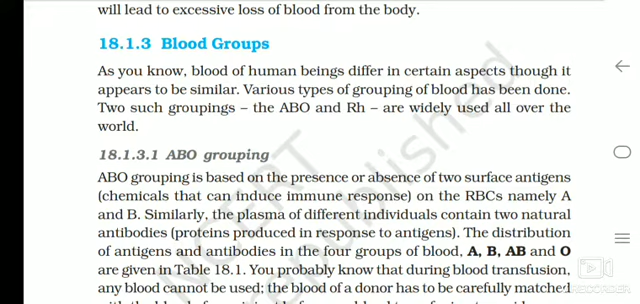 will lead to excessive loss of blood from the body.
18.1.3 Blood Groups
As you know, blood of human beings differ in certain aspects though it
appears to be similar. Various types of grouping of blood has been done.
Two such groupings – the ABO and Rh – are widely used all over the
world.
18.1.3.1 ABO grouping
ABO grouping is based on the presence or absence of two surface antigens
(chemicals that can induce immune response) on the RBCs namely A
and B. Similarly, the plasma of different individuals contain two natural
antibodies (proteins produced in response to antigens). The distribution
of antigens and antibodies in the four groups of blood, A, B, AB and O
are given in Table 18.1. You probably know that during blood transfusion,
any blood cannot be used; the blood of a donor has to be carefully matched
RECORDER